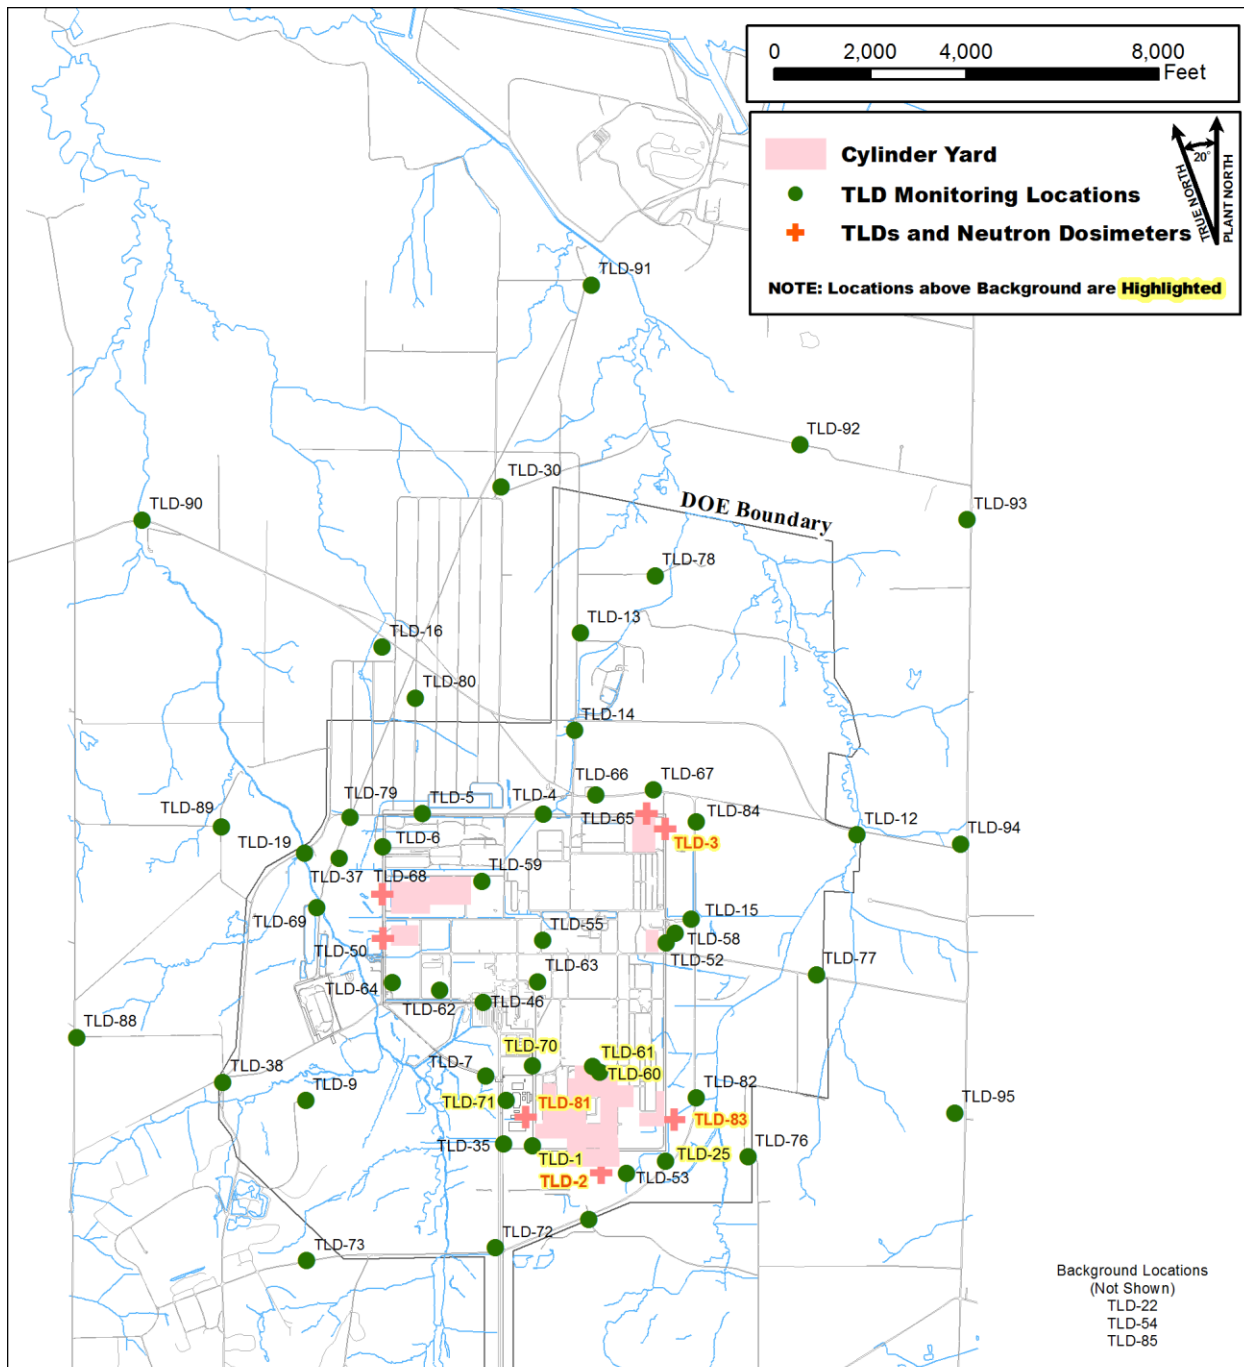 0 2,000 4,000 8,000
Feet
Cylinder Yard
TLD Monitoring Locations
TLDs and Neutron Dosimeters
NOTE: Locations above Background are Highlighted
20°
TRUE NORTH
PLANT NORTH
TLD-91
TLD-92
TLD-30
TLD-90
TLD-93
DOE Boundary
TLD-78
TLD-13
TLD-16
TLD-80
TLD-14
TLD-66
TLD-67
TLD-79
TLD-5
TLD-4
TLD-65
TLD-84
TLD-89
TLD-12
TLD-94
TLD-19
TLD-6
TLD-3
TLD-59
TLD-37
TLD-68
TLD-69
TLD-15
TLD-55
TLD-58
TLD-50
TLD-52
TLD-63
TLD-77
TLD-64
TLD-62
TLD-46
TLD-88
TLD-70
TLD-61
TLD-7
TLD-60
TLD-38
TLD-9
TLD-82
TLD-71
TLD-81
TLD-95
TLD-83
TLD-35
TLD-76
TLD-1
TLD-25
TLD-2
TLD-53
TLD-72
TLD-73
Background Locations
(Not Shown)
TLD-22
TLD-54
TLD-85